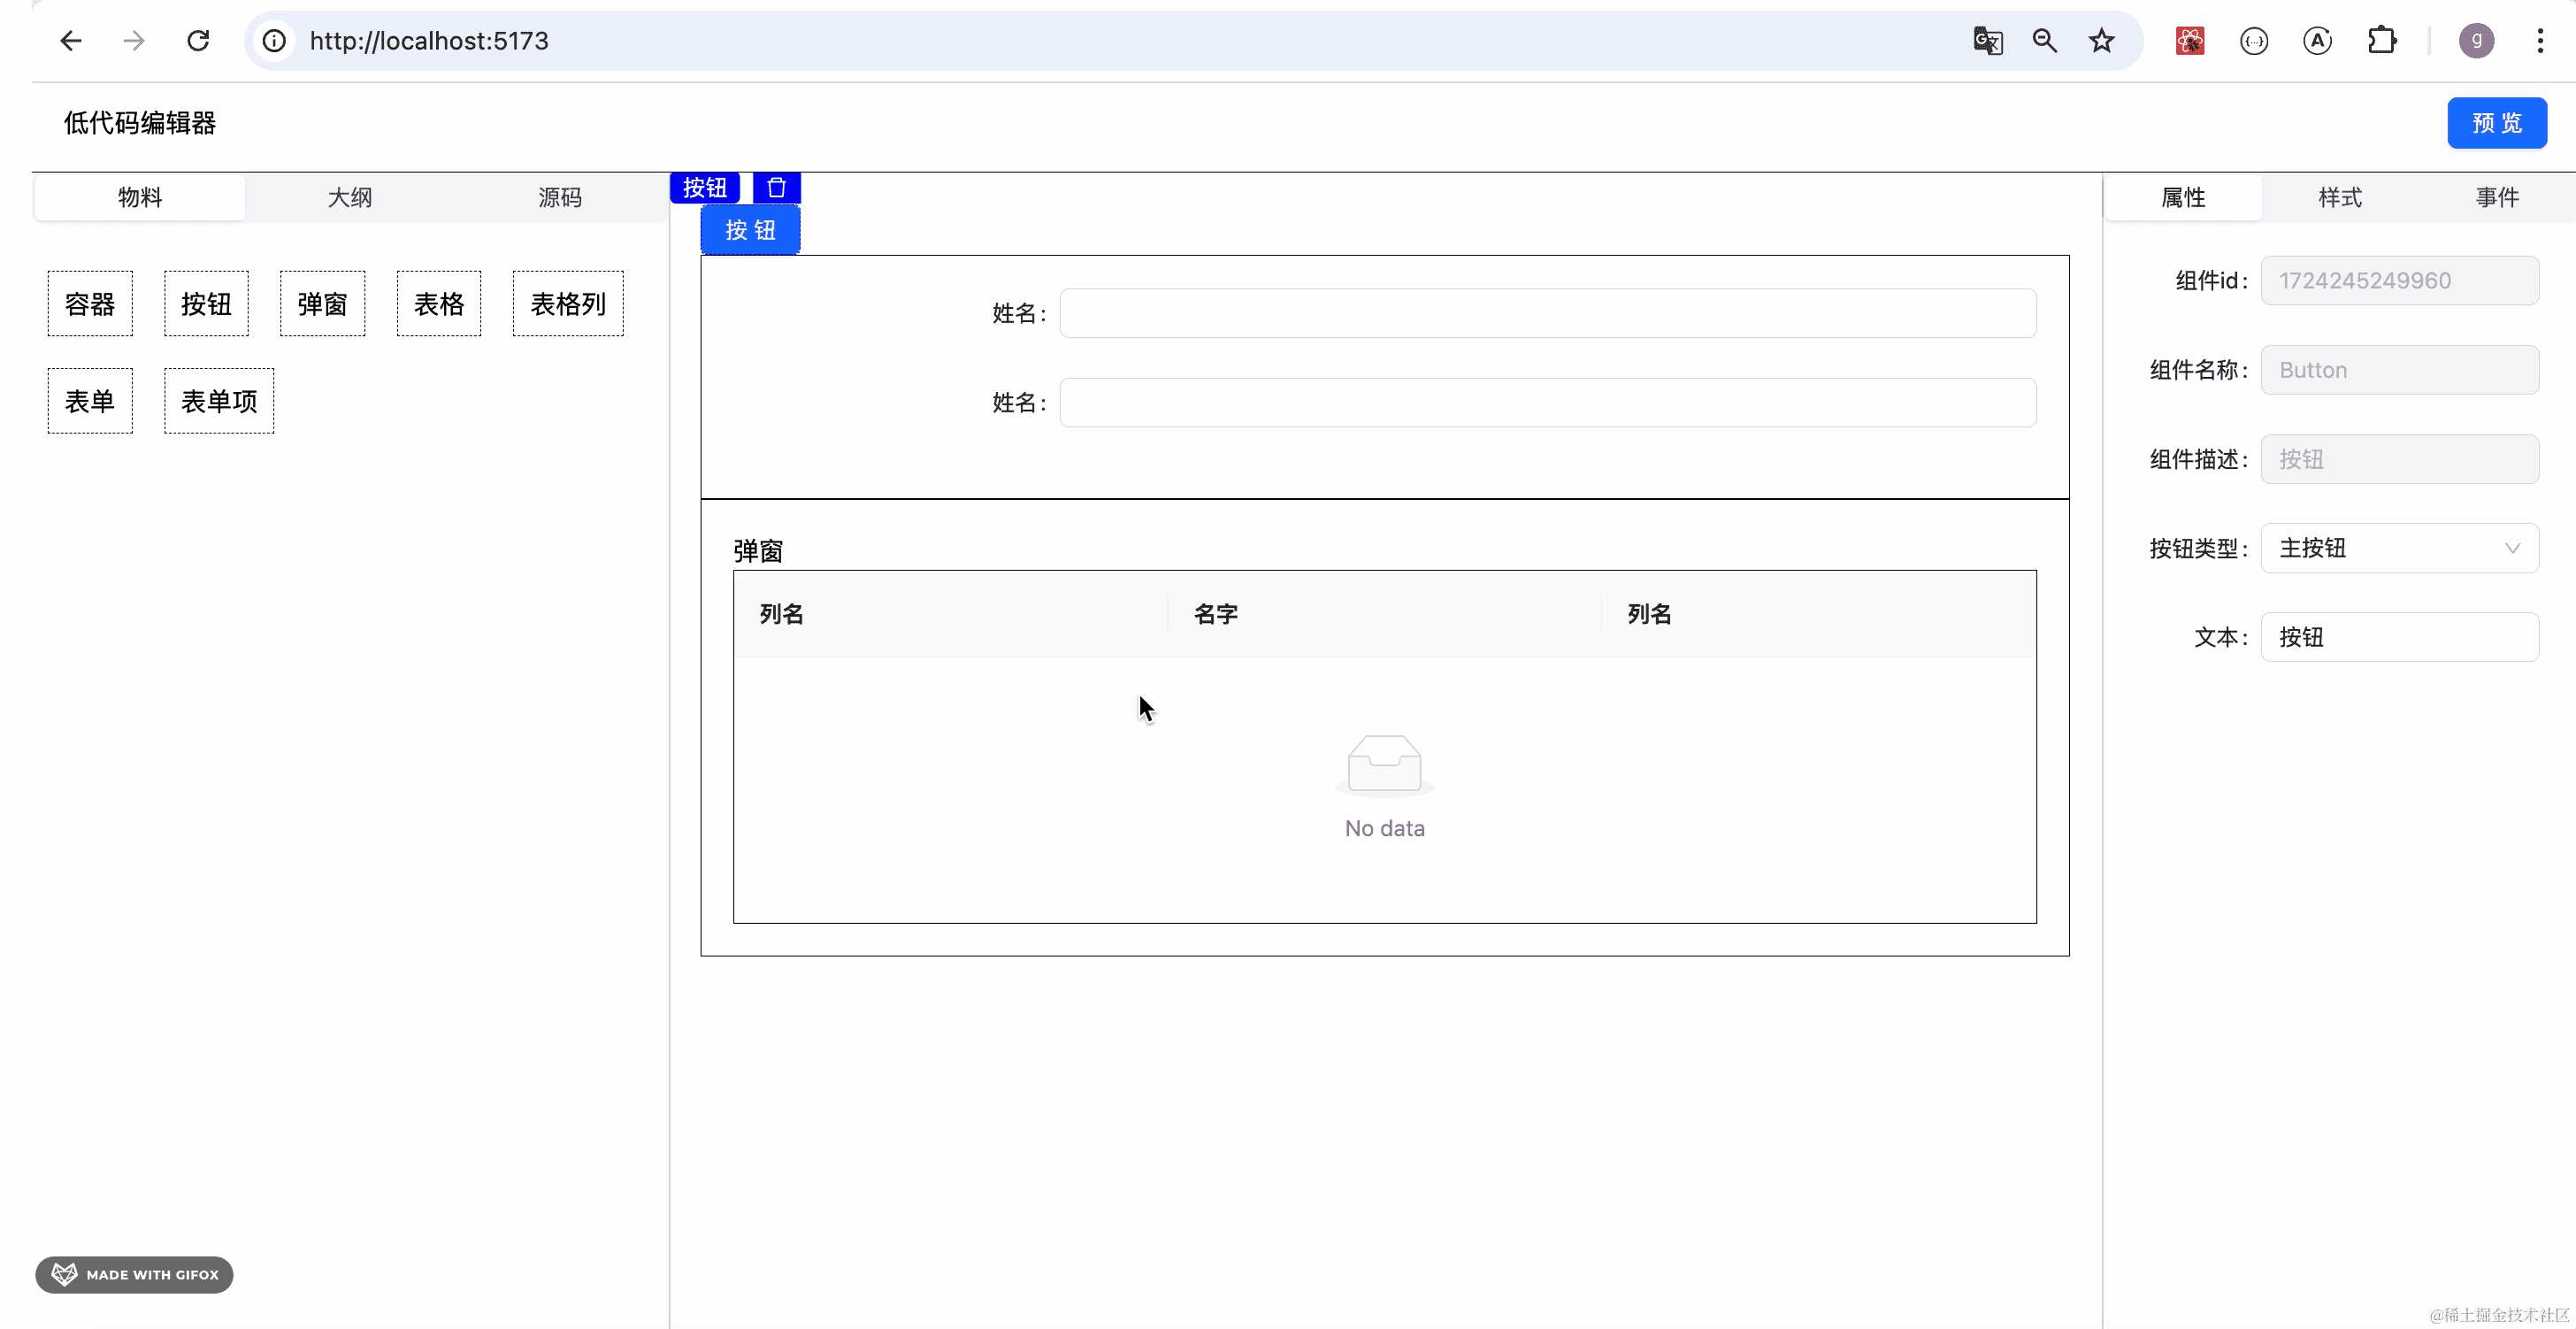 http://localhost:5173
g
低代码编辑器
预 览
物料
大纲
源码
容器
按钮
弹窗
表格
表格列
表单
表单项
按钮
按 钮
姓名：
姓名：
弹窗
列名
名字
列名
No data
属性
样式
事件
组件id：
1724245249960
组件名称：
Button
组件描述：
按钮
按钮类型：
主按钮
文本：
按钮
MADE WITH GIFOX
@稀土掘金技术社区